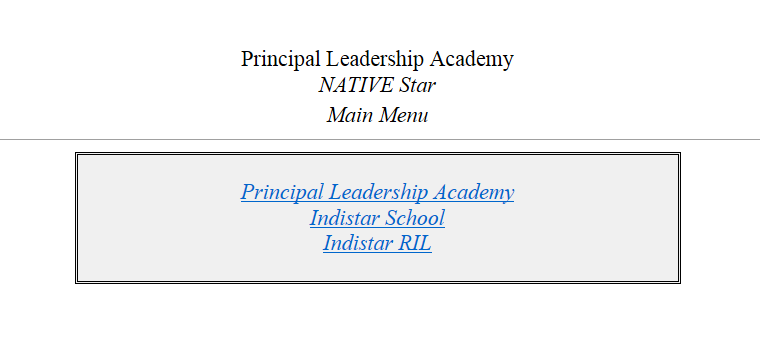 Principal Leadership Academy
NATIVE Star
Main Menu
Principal Leadership Academy
Indistar School
Indistar RIL